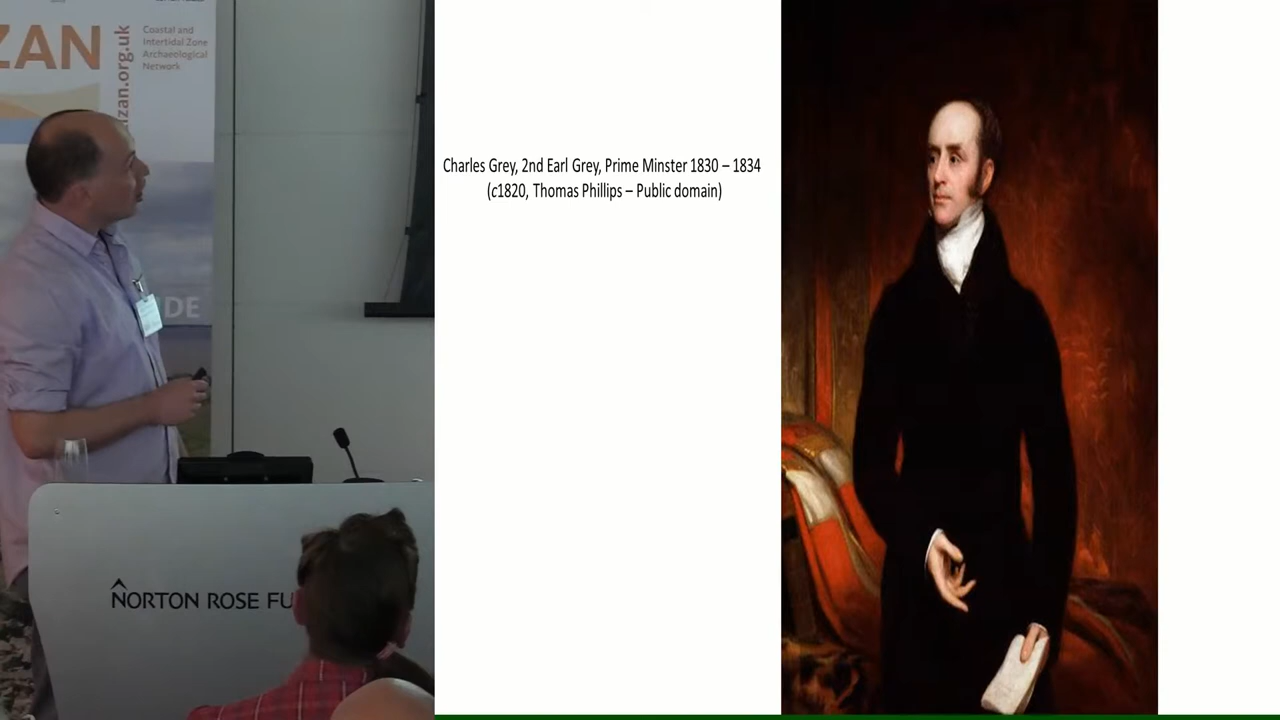 ZAN
izan.org.uk
Coastal and
Intertidal Zone
Archaeological
Network
DE
NORTON ROSE FU
Charles Grey, 2nd Earl Grey, Prime Minster 1830 – 1834
(c1820, Thomas Phillips – Public domain)